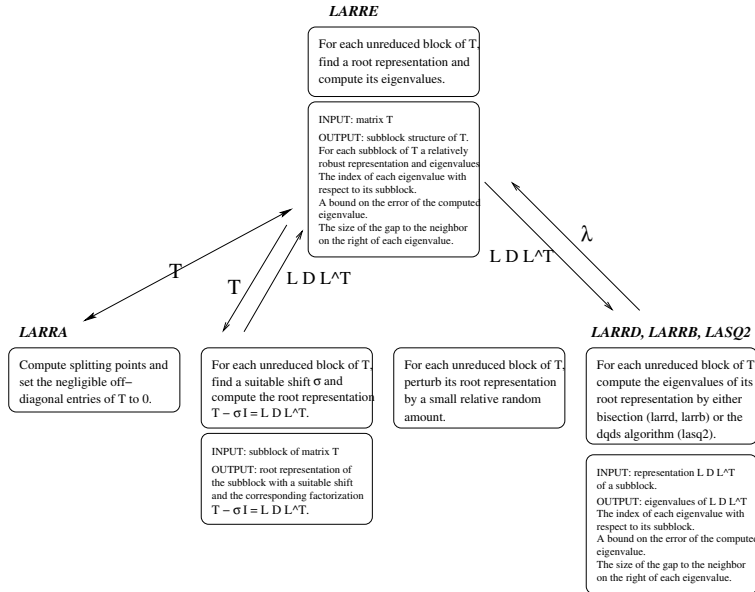 LARRE
For each unreduced block of T,
find a root representation and
compute its eigenvalues.
INPUT: matrix T
OUTPUT: subblock structure of T.
For each subblock of T a relatively
robust representation and eigenvalues
The index of each eigenvalue with
respect to its subblock.
A bound on the error of the computed
eigenvalue.
The size of the gap to the neighbor
on the right of each eigenvalue.
T
T
L D L^T
L D L^T
λ
LARRA
Compute splitting points and
set the negligible off−
diagonal entries of T to 0.
For each unreduced block of T,
find a suitable shift σ and
compute the root representation
T − σ I = L D L^T.
INPUT: subblock of matrix T
OUTPUT: root representation of
the subblock with a suitable shift
and the corresponding factorization
T − σ I = L D L^T.
For each unreduced block of T,
perturb its root representation
by a small relative random
amount.
LARRD, LARRB, LASQ2
For each unreduced block of T
compute the eigenvalues of its
root representation by either
bisection (larrd, larrb) or the
dqds algorithm (lasq2).
INPUT: representation L D L^T
of a subblock.
OUTPUT: eigenvalues of L D L^T
The index of each eigenvalue with
respect to its subblock.
A bound on the error of the computed
eigenvalue.
The size of the gap to the neighbor
on the right of each eigenvalue.